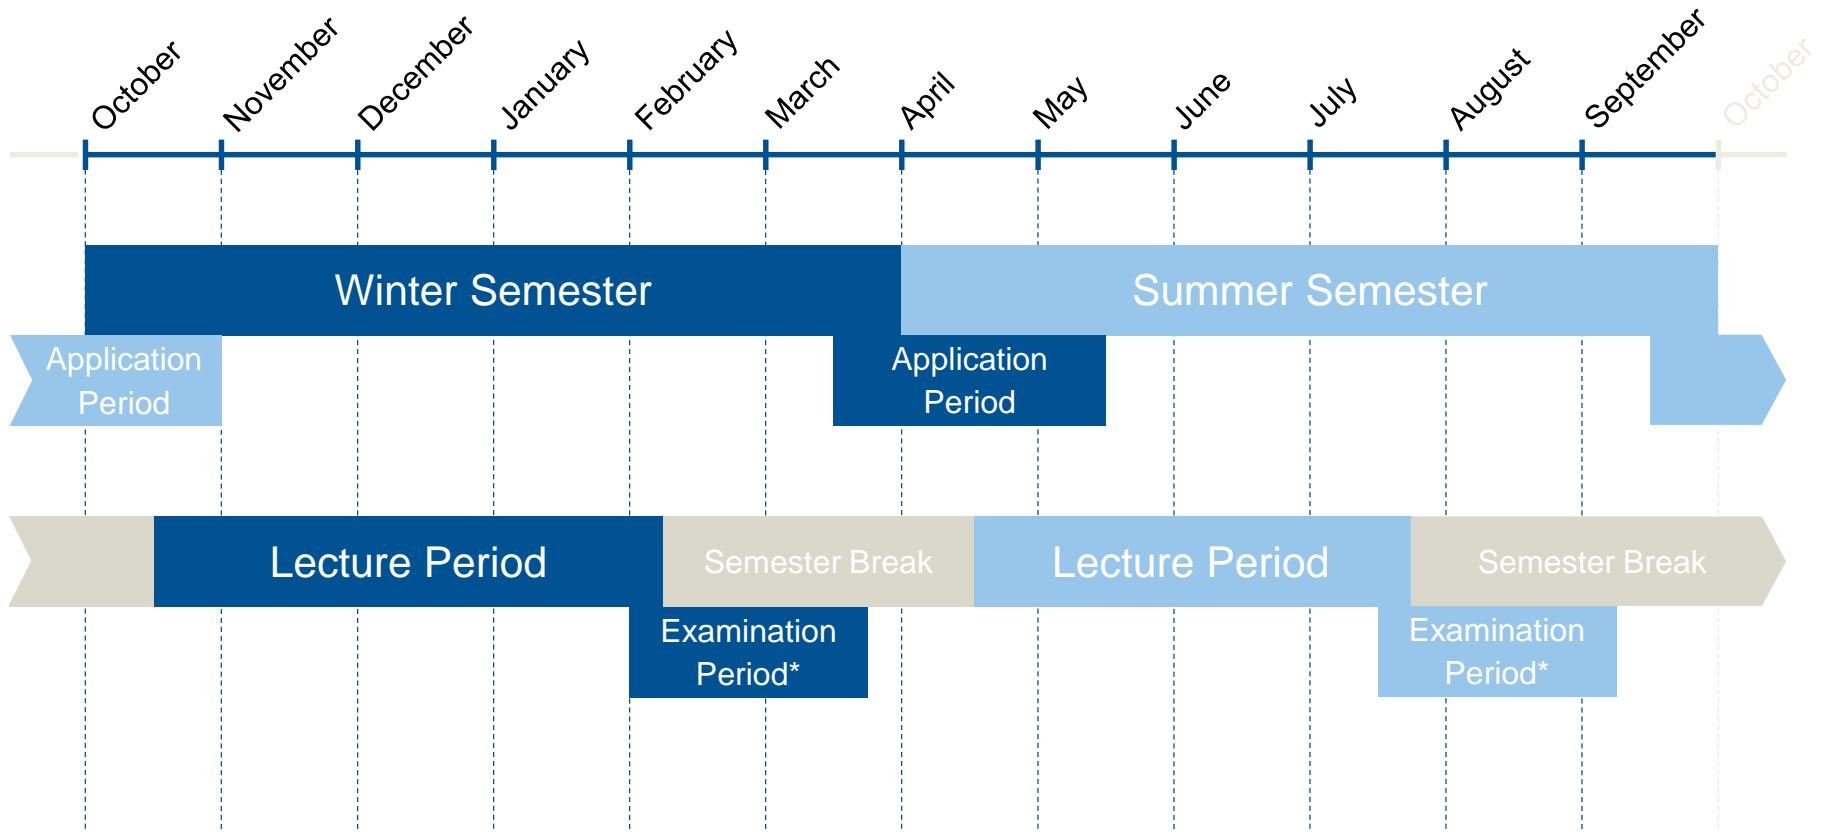 October
November
December
January
February
March
April
May
June
July
August
September
October
Winter Semester
Summer Semester
Application
Period
Application
Period
Lecture Period
Semester Break
Lecture Period
Semester Break
Examination
Period*
Examination
Period*